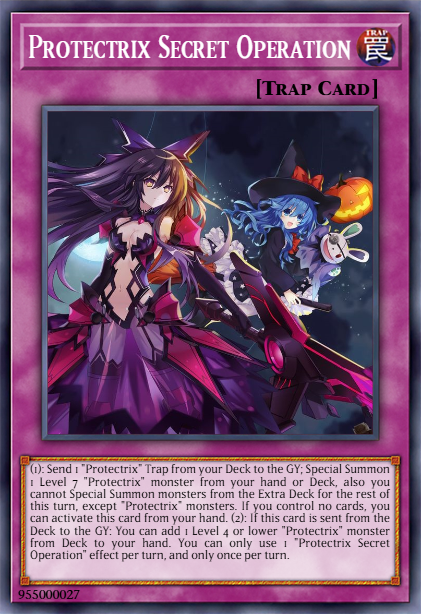 Protectrix Secret Operation
TRAP
罠
[Trap Card]
(1): Send 1 "Protectrix" Trap from your Deck to the GY; Special Summon
1 Level 7 "Protectrix" monster from your hand or Deck, also you
cannot Special Summon monsters from the Extra Deck for the rest of
this turn, except "Protectrix" monsters. If you control no cards, you
can activate this card from your hand. (2): If this card is sent from the
Deck to the GY: You can add 1 Level 4 or lower "Protectrix" monster
from Deck to your hand. You can only use 1 "Protectrix Secret
Operation" effect per turn, and only once per turn.
955000027